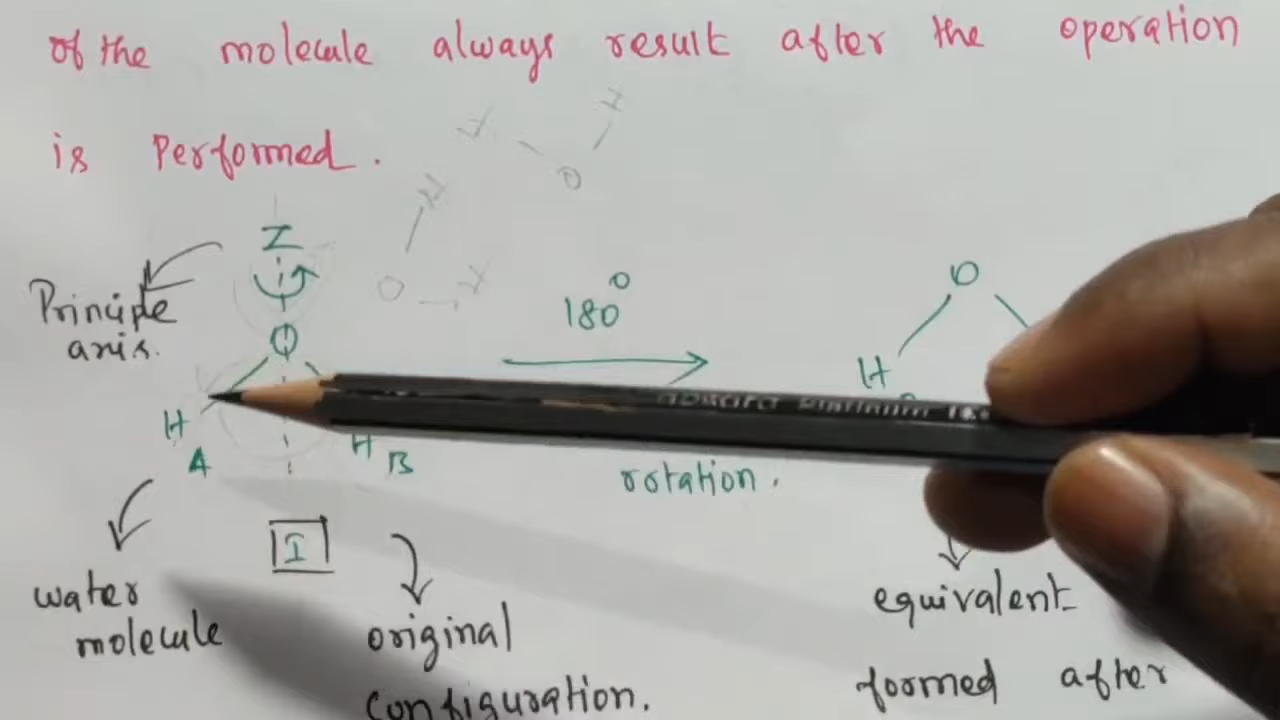 of the molecule always result after the operation
is performed.
Z
Principle
axis.
O
H A
H B
180°
rotation.
O
H
I
water
molecule
original
configuration.
equivalent
formed after
O
H
O